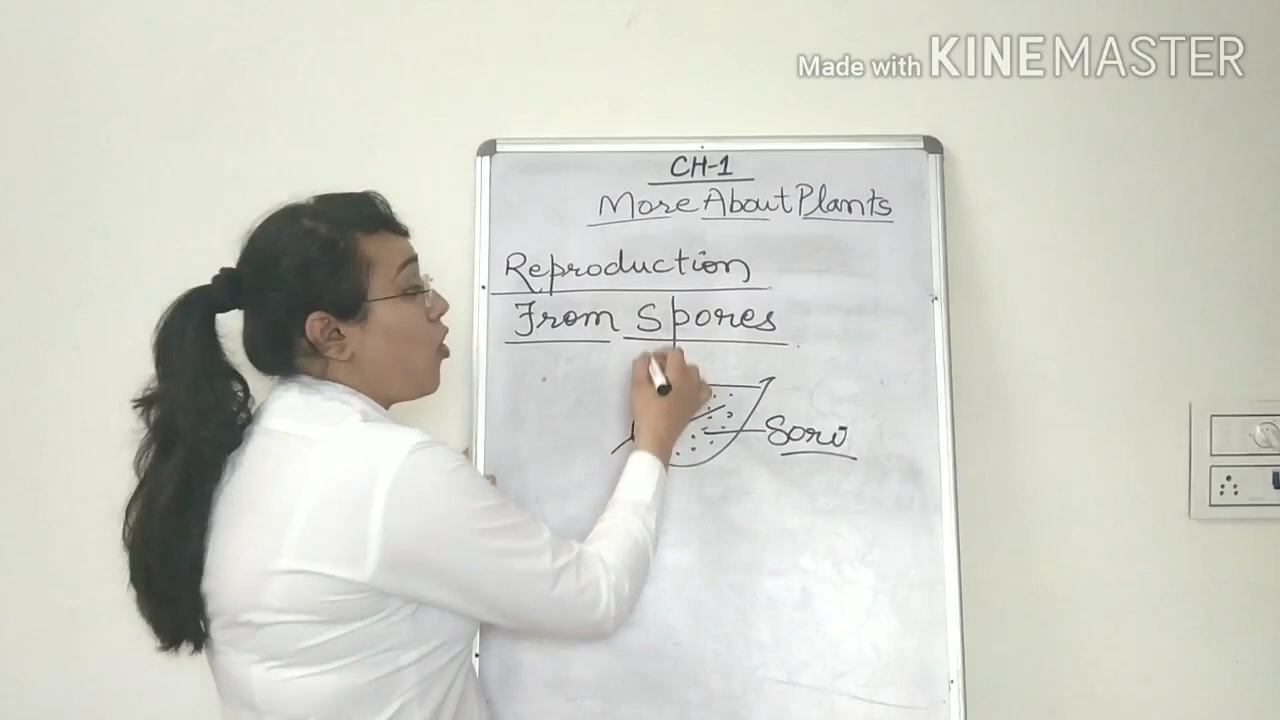 Made with KINEMASTER
CH-1
More About Plants
Reproduction
From Spores
Sori